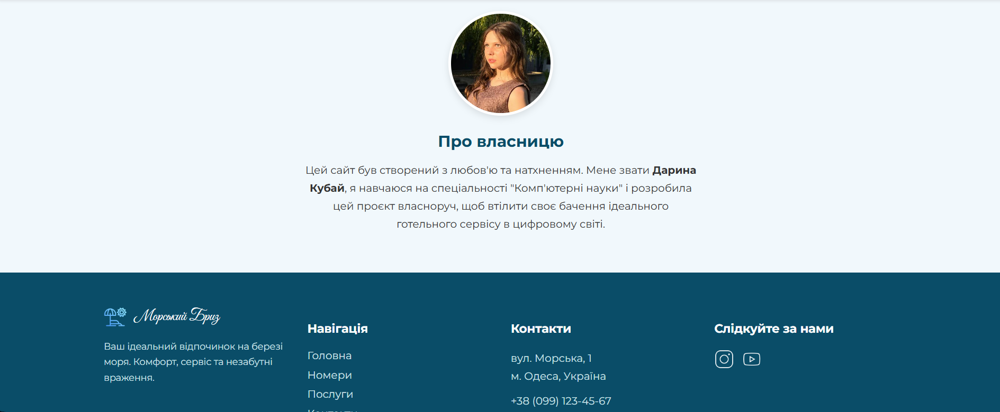 Про власницю
Цей сайт був створений з любов'ю та натхненням. Мене звати Дарина
Кубай, я навчаюся на спеціальності "Комп'ютерні науки" і розробила
цей проєкт власноруч, щоб втілити своє бачення ідеального
готельного сервісу в цифровому світі.
Морський Бриз
Ваш ідеальний відпочинок на березі
моря. Комфорт, сервіс та незабутні
враження.
Навігація
Головна
Номери
Послуги
Контакти
вул. Морська, 1
м. Одеса, Україна
+38 (099) 123-45-67
Слідкуйте за нами